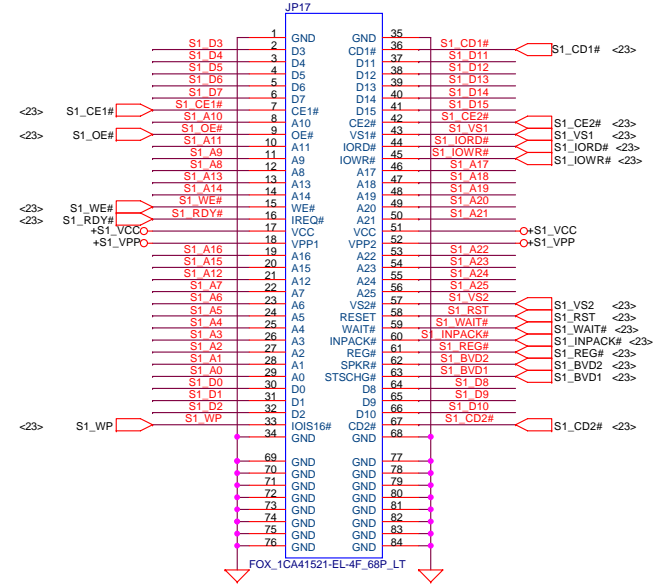 JP17
1 GND GND 35
S1_D3 2 D3 CD1# 36 S1_CD1# S1_CD1# <23>
S1_D4 3 D4 D11 37 S1_D11
S1_D5 4 D5 D12 38 S1_D12
S1_D6 5 D6 D13 39 S1_D13
S1_D7 6 D7 D14 40 S1_D14
<23> S1_CE1# S1_CE1# 7 CE1# D15 41 S1_D15
S1_A10 8 A10 CE2# 42 S1_CE2# S1_CE2# <23>
<23> S1_OE# S1_OE# 9 OE# VS1# 43 S1_VS1 S1_VS1 <23>
S1_A11 10 A11 IORD# 44 S1_IORD# S1_IORD# <23>
S1_A9 11 A9 IOWR# 45 S1_IOWR# S1_IOWR# <23>
S1_A8 12 A8 A17 46 S1_A17
S1_A13 13 A13 A18 47 S1_A18
S1_A14 14 A14 A19 48 S1_A19
<23> S1_WE# S1_WE# 15 WE# A20 49 S1_A20
<23> S1_RDY# S1_RDY# 16 IREQ# A21 50 S1_A21
+S1_VCC 17 VCC VCC 51 +S1_VCC
+S1_VPP 18 VPP1 VPP2 52 +S1_VPP
S1_A16 19 A16 A22 53 S1_A22
S1_A15 20 A15 A23 54 S1_A23
S1_A12 21 A12 A24 55 S1_A24
S1_A7 22 A7 A25 56 S1_A25
S1_A6 23 A6 VS2# 57 S1_VS2 S1_VS2 <23>
S1_A5 24 A5 RESET 58 S1_RST S1_RST <23>
S1_A4 25 A4 WAIT# 59 S1_WAIT# S1_WAIT# <23>
S1_A3 26 A3 INPACK# 60 S1_INPACK# S1_INPACK# <23>
S1_A2 27 A2 REG# 61 S1_REG# S1_REG# <23>
S1_A1 28 A1 SPKR# 62 S1_BVD2 S1_BVD2 <23>
S1_A0 29 A0 STSCHG# 63 S1_BVD1 S1_BVD1 <23>
S1_D0 30 D0 D8 64 S1_D8
S1_D1 31 D1 D9 65 S1_D9
S1_D2 32 D2 D10 66 S1_D10
<23> S1_WP S1_WP 33 IOIS16# CD2# 67 S1_CD2# S1_CD2# <23>
34 GND GND 68
69 GND GND 77
70 GND GND 78
71 GND GND 79
72 GND GND 80
73 GND GND 81
74 GND GND 82
75 GND GND 83
76 GND GND 84
FOX_1CA41521-EL-4F_68P_LT